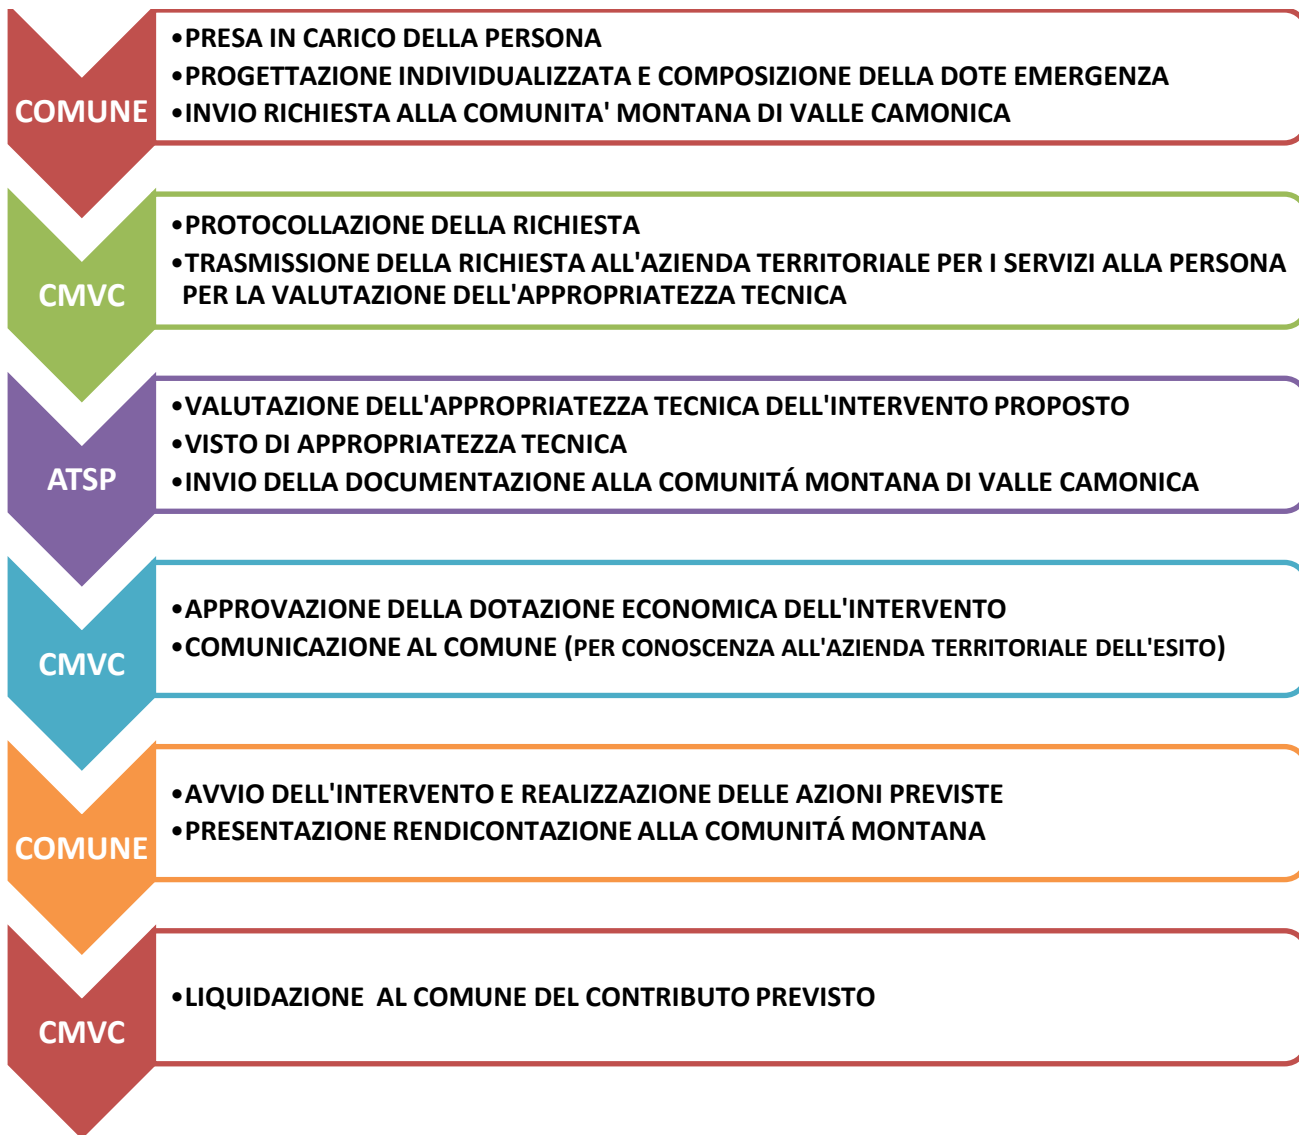 COMUNE
•PRESA IN CARICO DELLA PERSONA
•PROGETTAZIONE INDIVIDUALIZZATA E COMPOSIZIONE DELLA DOTE EMERGENZA
•INVIO RICHIESTA ALLA COMUNITA' MONTANA DI VALLE CAMONICA
CMVC
•PROTOCOLLAZIONE DELLA RICHIESTA
•TRASMISSIONE DELLA RICHIESTA ALL'AZIENDA TERRITORIALE PER I SERVIZI ALLA PERSONA
PER LA VALUTAZIONE DELL'APPROPRIATEZZA TECNICA
ATSP
•VALUTAZIONE DELL'APPROPRIATEZZA TECNICA DELL'INTERVENTO PROPOSTO
•VISTO DI APPROPRIATEZZA TECNICA
•INVIO DELLA DOCUMENTAZIONE ALLA COMUNITÁ MONTANA DI VALLE CAMONICA
CMVC
•APPROVAZIONE DELLA DOTAZIONE ECONOMICA DELL'INTERVENTO
•COMUNICAZIONE AL COMUNE (PER CONOSCENZA ALL'AZIENDA TERRITORIALE DELL'ESITO)
COMUNE
•AVVIO DELL'INTERVENTO E REALIZZAZIONE DELLE AZIONI PREVISTE
•PRESENTAZIONE RENDICONTAZIONE ALLA COMUNITÁ MONTANA
CMVC
•LIQUIDAZIONE AL COMUNE DEL CONTRIBUTO PREVISTO